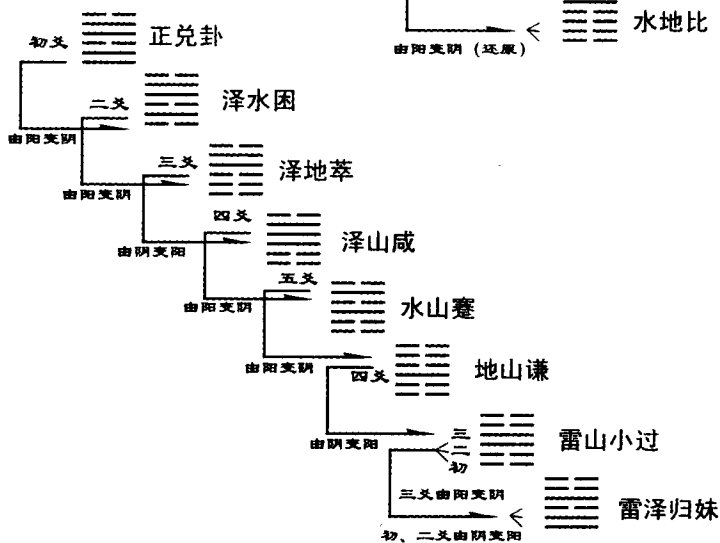 水地比
由阳变阴（还原）
初爻
正兑卦
二爻
泽水困
由阳变阴
三爻
泽地萃
由阳变阴
四爻
泽山咸
由阴变阳
五爻
水山蹇
由阳变阴
四爻
地山谦
由阳变阴
三
二
初
雷山小过
由阴变阳
三爻由阳变阴
雷泽归妹
初、二爻由阴变阳